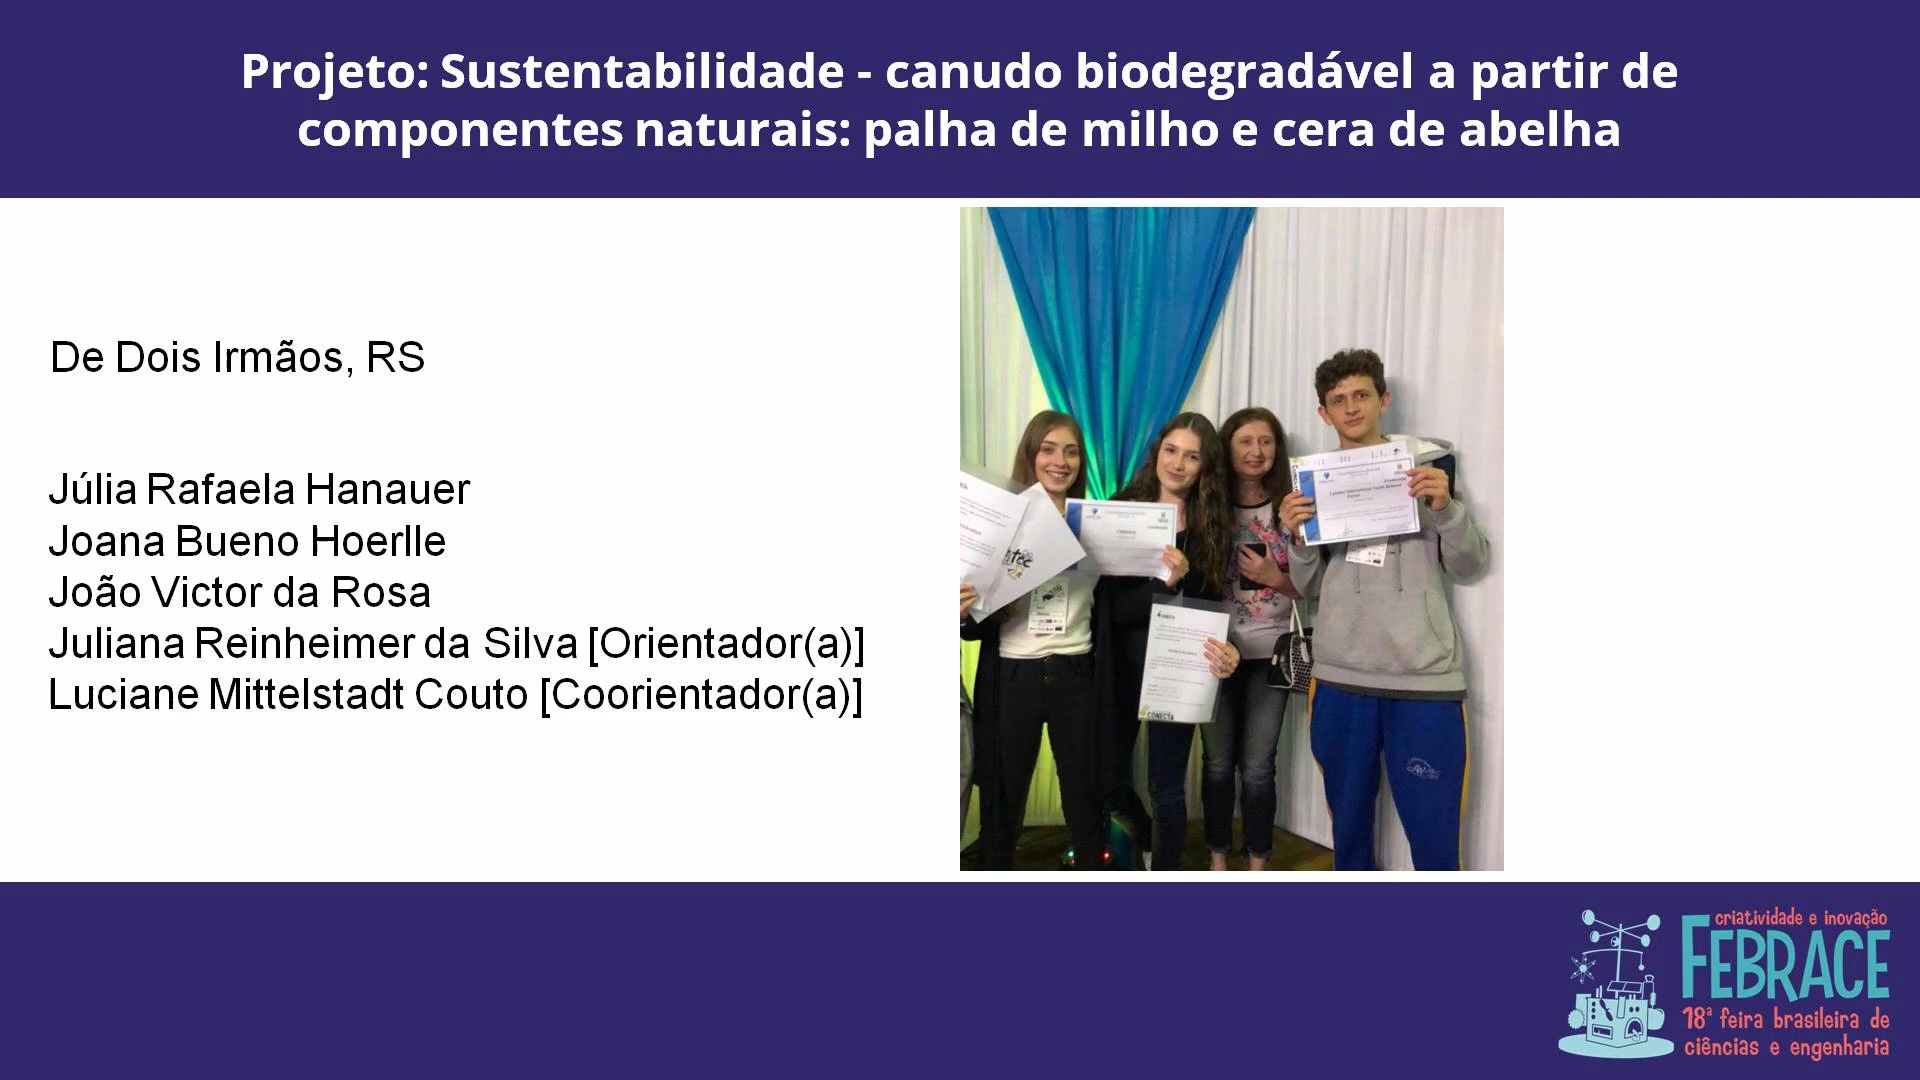 Projeto: Sustentabilidade - canudo biodegradável a partir de
componentes naturais: palha de milho e cera de abelha
De Dois Irmãos, RS
Júlia Rafaela Hanauer
Joana Bueno Hoerlle
João Victor da Rosa
Juliana Reinheimer da Silva [Orientador(a)]
Luciane Mittelstadt Couto [Coorientador(a)]
CONECTA
criatividade e inovação
FEBRACE
18ª feira brasileira de
ciências e engenharia